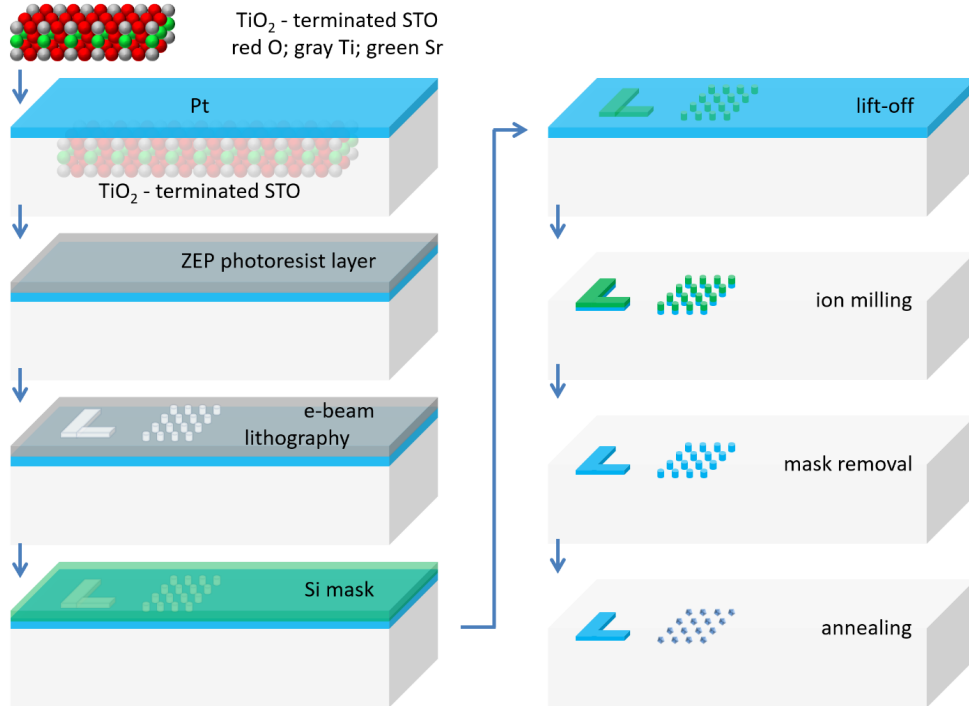 TiO₂ - terminated STO
red O; gray Ti; green Sr
Pt
TiO₂ - terminated STO
ZEP photoresist layer
e-beam
lithography
Si mask
lift-off
ion milling
mask removal
annealing